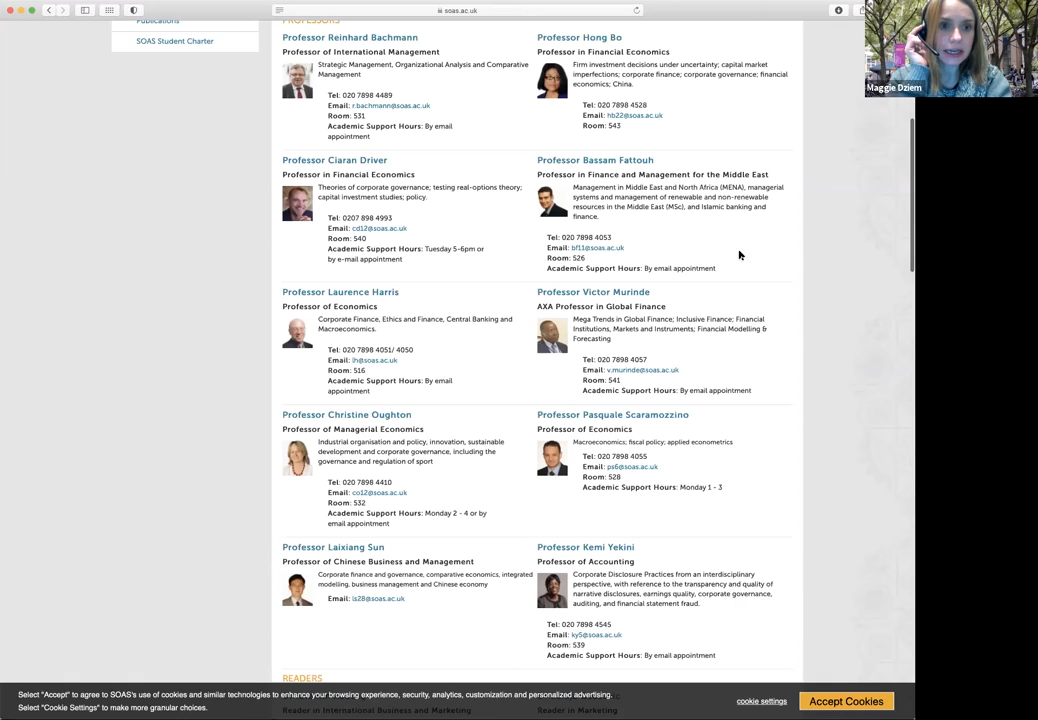 soas.ac.uk
Publications
SOAS Student Charter
PROFESSORS
Professor Reinhard Bachmann
Professor of International Management
Strategic Management, Organizational Analysis and Comparative
Management
Tel: 020 7898 4489
Email: r.bachmann@soas.ac.uk
Room: 531
Academic Support Hours: By email
appointment
Professor Hong Bo
Professor in Financial Economics
Firm investment decisions under uncertainty; capital market
imperfections; corporate finance; corporate governance; financial
economics; China.
Tel: 020 7898 4528
Email: hb22@soas.ac.uk
Room: 543
Professor Ciaran Driver
Professor in Financial Economics
Theories of corporate governance; testing real-options theory;
capital investment studies; policy.
Tel: 0207 898 4993
Email: cd12@soas.ac.uk
Room: 540
Academic Support Hours: Tuesday 5-6pm or
by e-mail appointment
Professor Bassam Fattouh
Professor in Finance and Management for the Middle East
Management in Middle East and North Africa (MENA), managerial
systems and management of renewable and non-renewable
resources in the Middle East (MSc), and Islamic banking and
finance.
Tel: 020 7898 4053
Email: bf11@soas.ac.uk
Room: 526
Academic Support Hours: By email appointment
Professor Laurence Harris
Professor of Economics
Corporate Finance, Ethics and Finance, Central Banking and
Macroeconomics.
Tel: 020 7898 4051/ 4050
Email: lh@soas.ac.uk
Room: 516
Academic Support Hours: By email
appointment
Professor Victor Murinde
AXA Professor in Global Finance
Mega Trends in Global Finance; Inclusive Finance; Financial
Institutions, Markets and Instruments; Financial Modelling &
Forecasting
Tel: 020 7898 4057
Email: v.murinde@soas.ac.uk
Room: 541
Academic Support Hours: By email appointment
Professor Christine Oughton
Professor of Managerial Economics
Industrial organisation and policy, innovation, sustainable
development and corporate governance, including the
governance and regulation of sport
Tel: 020 7898 4410
Email: co12@soas.ac.uk
Room: 532
Academic Support Hours: Monday 2 - 4 or by
email appointment
Professor Pasquale Scaramozzino
Professor of Economics
Macroeconomics; fiscal policy; applied econometrics
Tel: 020 7898 4055
Email: ps6@soas.ac.uk
Room: 528
Academic Support Hours: Monday 1 - 3
Professor Laixiang Sun
Professor of Chinese Business and Management
Corporate finance and governance, comparative economics, integrated
modelling, business management and Chinese economy
Email: ls28@soas.ac.uk
Professor Kemi Yekini
Professor of Accounting
Corporate Disclosure Practices from an interdisciplinary
perspective, with reference to the transparency and quality of
narrative disclosures, earnings quality, corporate governance,
auditing, and financial statement fraud.
Tel: 020 7898 4545
Email: ky5@soas.ac.uk
Room: 539
Academic Support Hours: By email appointment
READERS
Reader in International Business and Marketing
Reader in Marketing
Select "Accept" to agree to SOAS's use of cookies and similar technologies to enhance your browsing experience, security, analytics, customization and personalized advertising.
Select "Cookie Settings" to make more granular choices.
cookie settings
Accept Cookies
Maggie Dziem